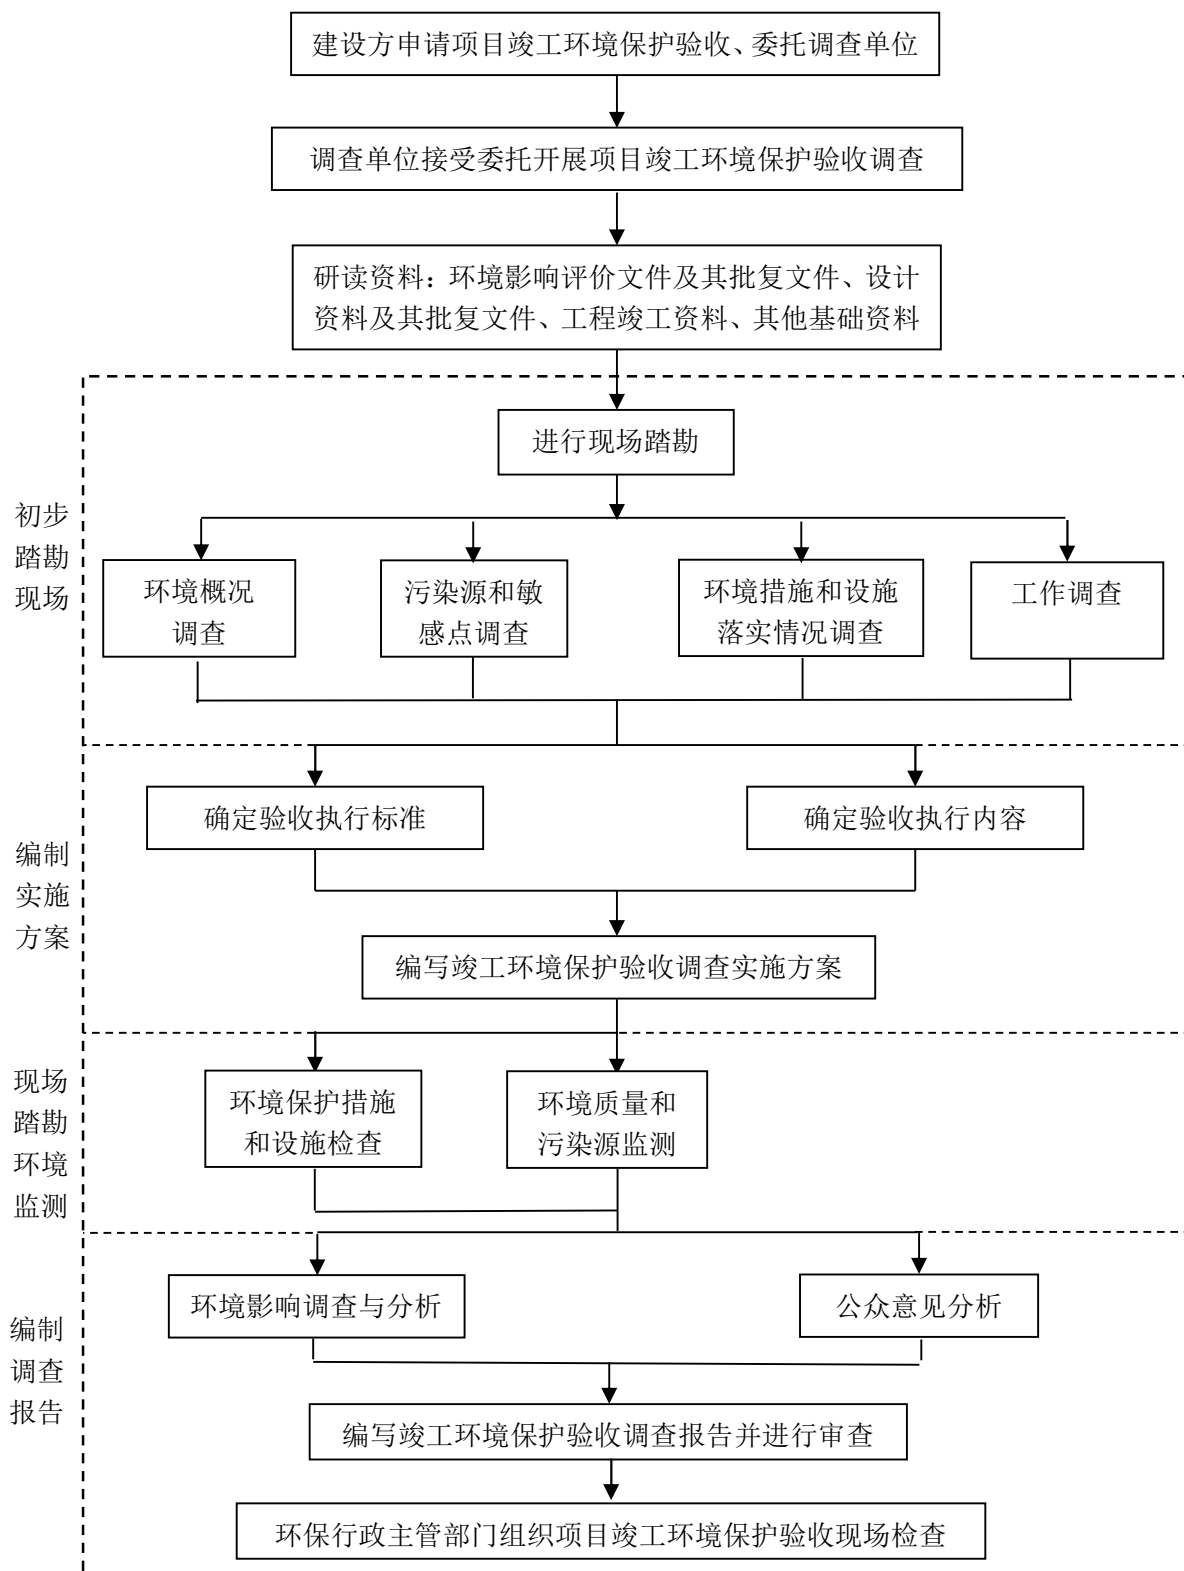 建设方申请项目竣工环境保护验收、委托调查单位
调查单位接受委托开展项目竣工环境保护验收调查
研读资料：环境影响评价文件及其批复文件、设计
资料及其批复文件、工程竣工资料、其他基础资料
初步
踏勘
现场
进行现场踏勘
环境概况
调查
污染源和敏
感点调查
环境措施和设施
落实情况调查
工作调查
编制
实施
方案
确定验收执行标准
确定验收执行内容
编写竣工环境保护验收调查实施方案
现场
踏勘
环境
监测
环境保护措施
和设施检查
环境质量和
污染源监测
编制
调查
报告
环境影响调查与分析
公众意见分析
编写竣工环境保护验收调查报告并进行审查
环保行政主管部门组织项目竣工环境保护验收现场检查